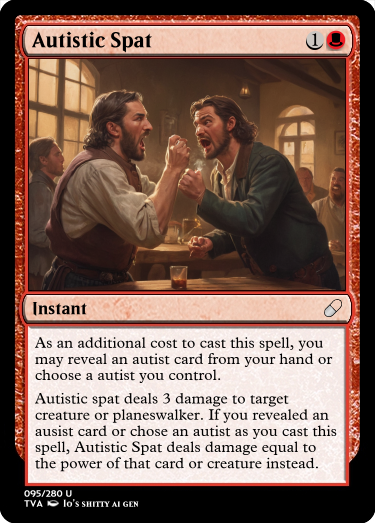 Autistic Spat 1
Instant
As an additional cost to cast this spell, you
may reveal an autist card from your hand or
choose a autist you control.
Autistic spat deals 3 damage to target
creature or planeswalker. If you revealed an
ausist card or chose an autist as you cast this
spell, Autistic Spat deals damage equal to
the power of that card or creature instead.
095/280 U
TVA Io's shitty ai gen